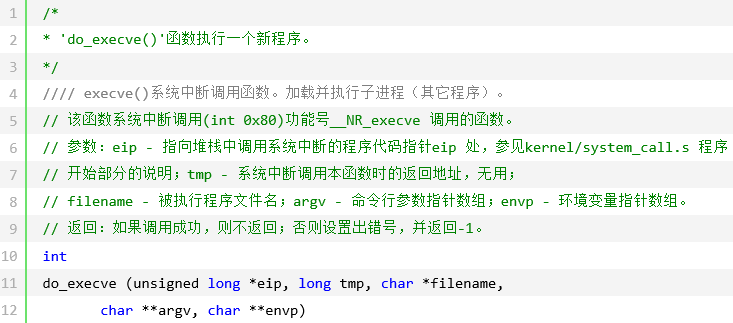 1 /*
2 * 'do_execve()'函数执行一个新程序。
3 */
4 //// execve()系统中断调用函数。加载并执行子进程（其它程序）。
5 // 该函数系统中断调用(int 0x80)功能号__NR_execve 调用的函数。
6 // 参数：eip - 指向堆栈中调用系统中断的程序代码指针eip 处，参见kernel/system_call.s 程序
7 // 开始部分的说明；tmp - 系统中断调用本函数时的返回地址，无用；
8 // filename - 被执行程序文件名；argv - 命令行参数指针数组；envp - 环境变量指针数组。
9 // 返回：如果调用成功，则不返回；否则设置出错号，并返回-1。
10 int
11 do_execve (unsigned long *eip, long tmp, char *filename,
12 char **argv, char **envp)